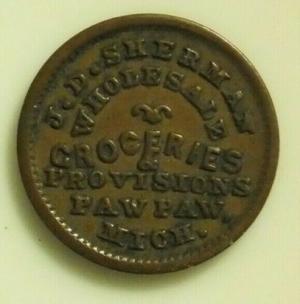 J. D. SHERMAN
WHOLESALE
GROCERIES
&
PROVISIONS
PAW PAW,
MICH.